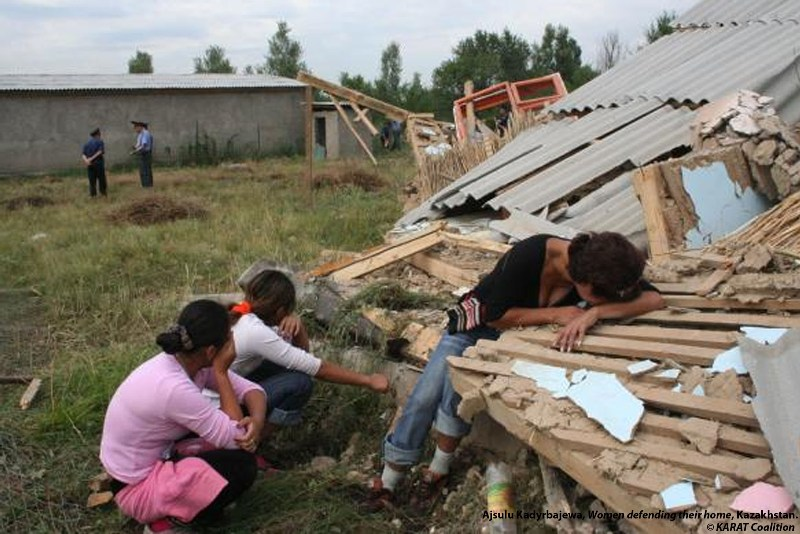 Ajsulu Kadyrbajewa, Women defending their home, Kazakhstan.
© KARAT Coalition